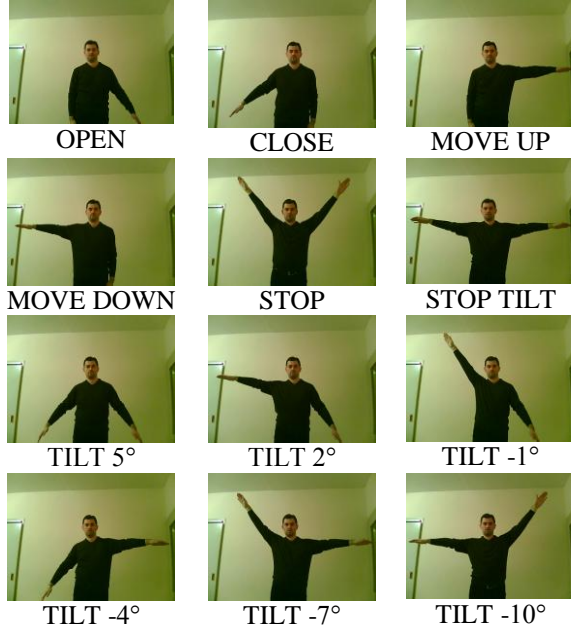 OPEN
CLOSE
MOVE UP
MOVE DOWN
STOP
STOP TILT
TILT 5°
TILT 2°
TILT -1°
TILT -4°
TILT -7°
TILT -10°